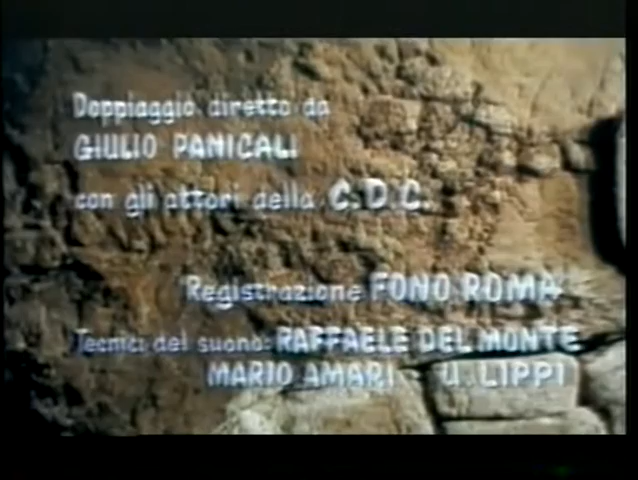 Doppiaggio diretto da
GIULIO PANICALI
con gli attori della C.D.C.
Registrazione FONO ROMA
Tecnici del suono: RAFFAELE DEL MONTE
MARIO AMARI - U. LIPPI